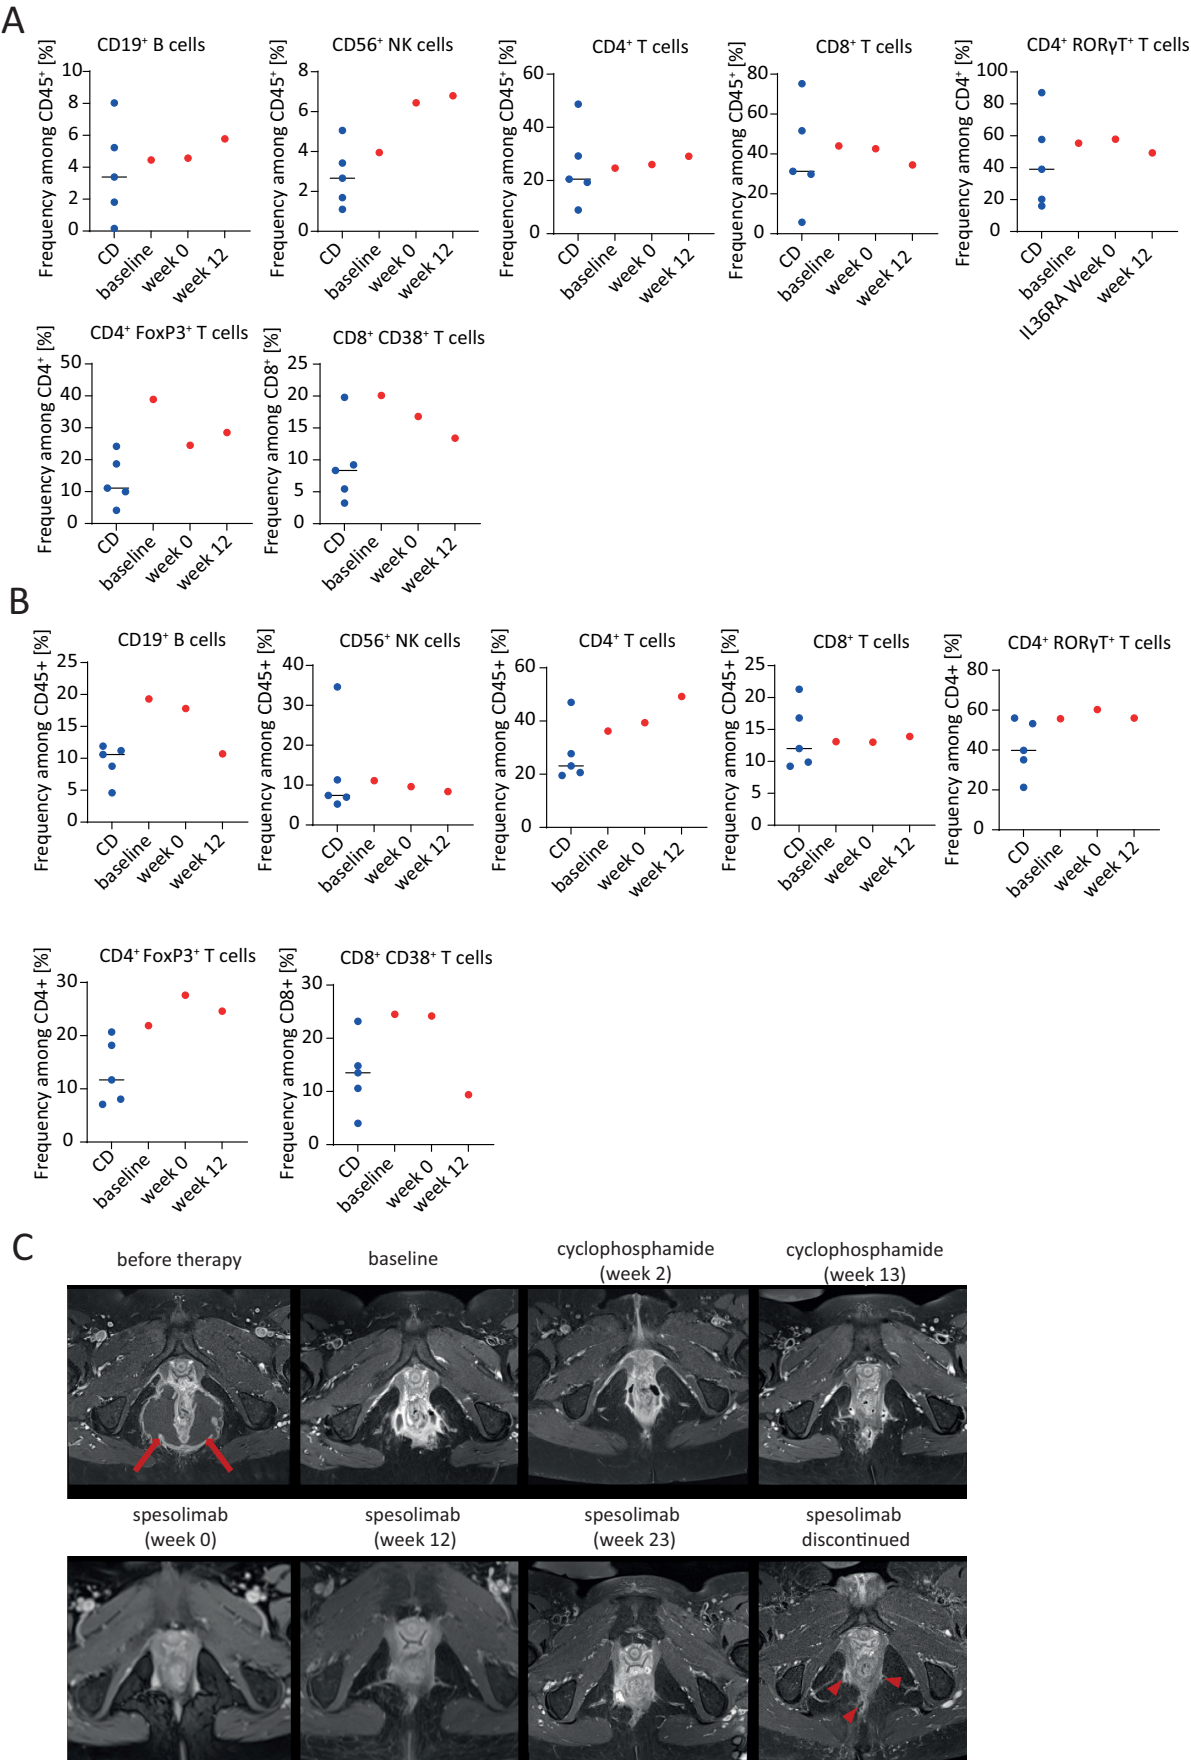 A
CD19⁺ B cells
Frequency among CD45⁺ [%]
10
8
6
4
2
0
CD
baseline
week 0
week 12
CD56⁺ NK cells
Frequency among CD45⁺ [%]
8
6
4
2
0
CD
baseline
week 0
week 12
CD4⁺ T cells
Frequency among CD45⁺ [%]
60
40
20
0
CD
baseline
week 0
week 12
CD8⁺ T cells
Frequency among CD45⁺ [%]
80
60
40
20
0
CD
baseline
week 0
week 12
CD4⁺ RORγT⁺ T cells
Frequency among CD4⁺ [%]
100
80
60
40
20
0
CD
baseline
IL36RA Week 0
week 12
CD4⁺ FoxP3⁺ T cells
Frequency among CD4⁺ [%]
50
40
30
20
10
0
CD
baseline
week 0
week 12
CD8⁺ CD38⁺ T cells
Frequency among CD8⁺ [%]
25
20
15
10
5
0
CD
baseline
week 0
week 12
B
CD19⁺ B cells
Frequency among CD45+ [%]
25
20
15
10
5
0
CD
baseline
week 0
week 12
CD56⁺ NK cells
Frequency among CD45+ [%]
40
30
20
10
0
CD
baseline
week 0
week 12
CD4⁺ T cells
Frequency among CD45+ [%]
60
40
20
0
CD
baseline
week 0
week 12
CD8⁺ T cells
Frequency among CD45+ [%]
25
20
15
10
5
0
CD
baseline
week 0
week 12
CD4⁺ RORγT⁺ T cells
Frequency among CD4+ [%]
80
60
40
20
0
CD
baseline
week 0
week 12
CD4⁺ FoxP3⁺ T cells
Frequency among CD4+ [%]
30
20
10
0
CD
baseline
week 0
week 12
CD8⁺ CD38⁺ T cells
Frequency among CD8+ [%]
30
20
10
0
CD
baseline
week 0
week 12
C
before therapy
baseline
cyclophosphamide
(week 2)
cyclophosphamide
(week 13)
spesolimab
(week 0)
spesolimab
(week 12)
spesolimab
(week 23)
spesolimab
discontinued